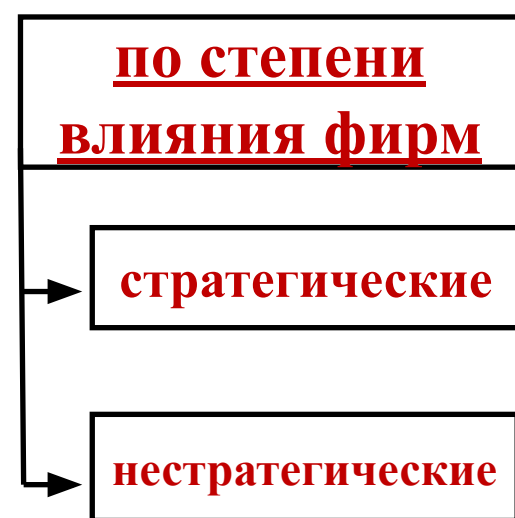 по степени
влияния фирм
стратегические
нестратегические